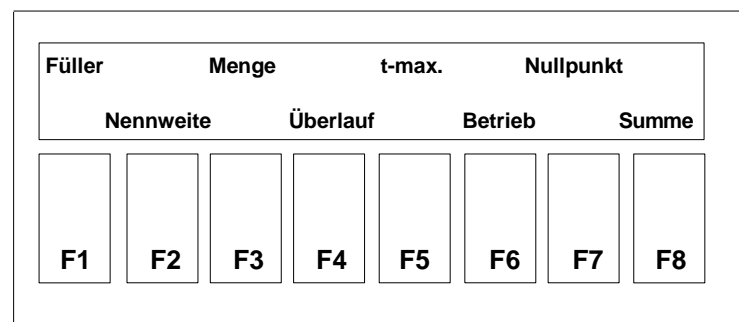 Füller Menge t-max. Nullpunkt
Nennweite Überlauf Betrieb Summe
F1 F2 F3 F4 F5 F6 F7 F8